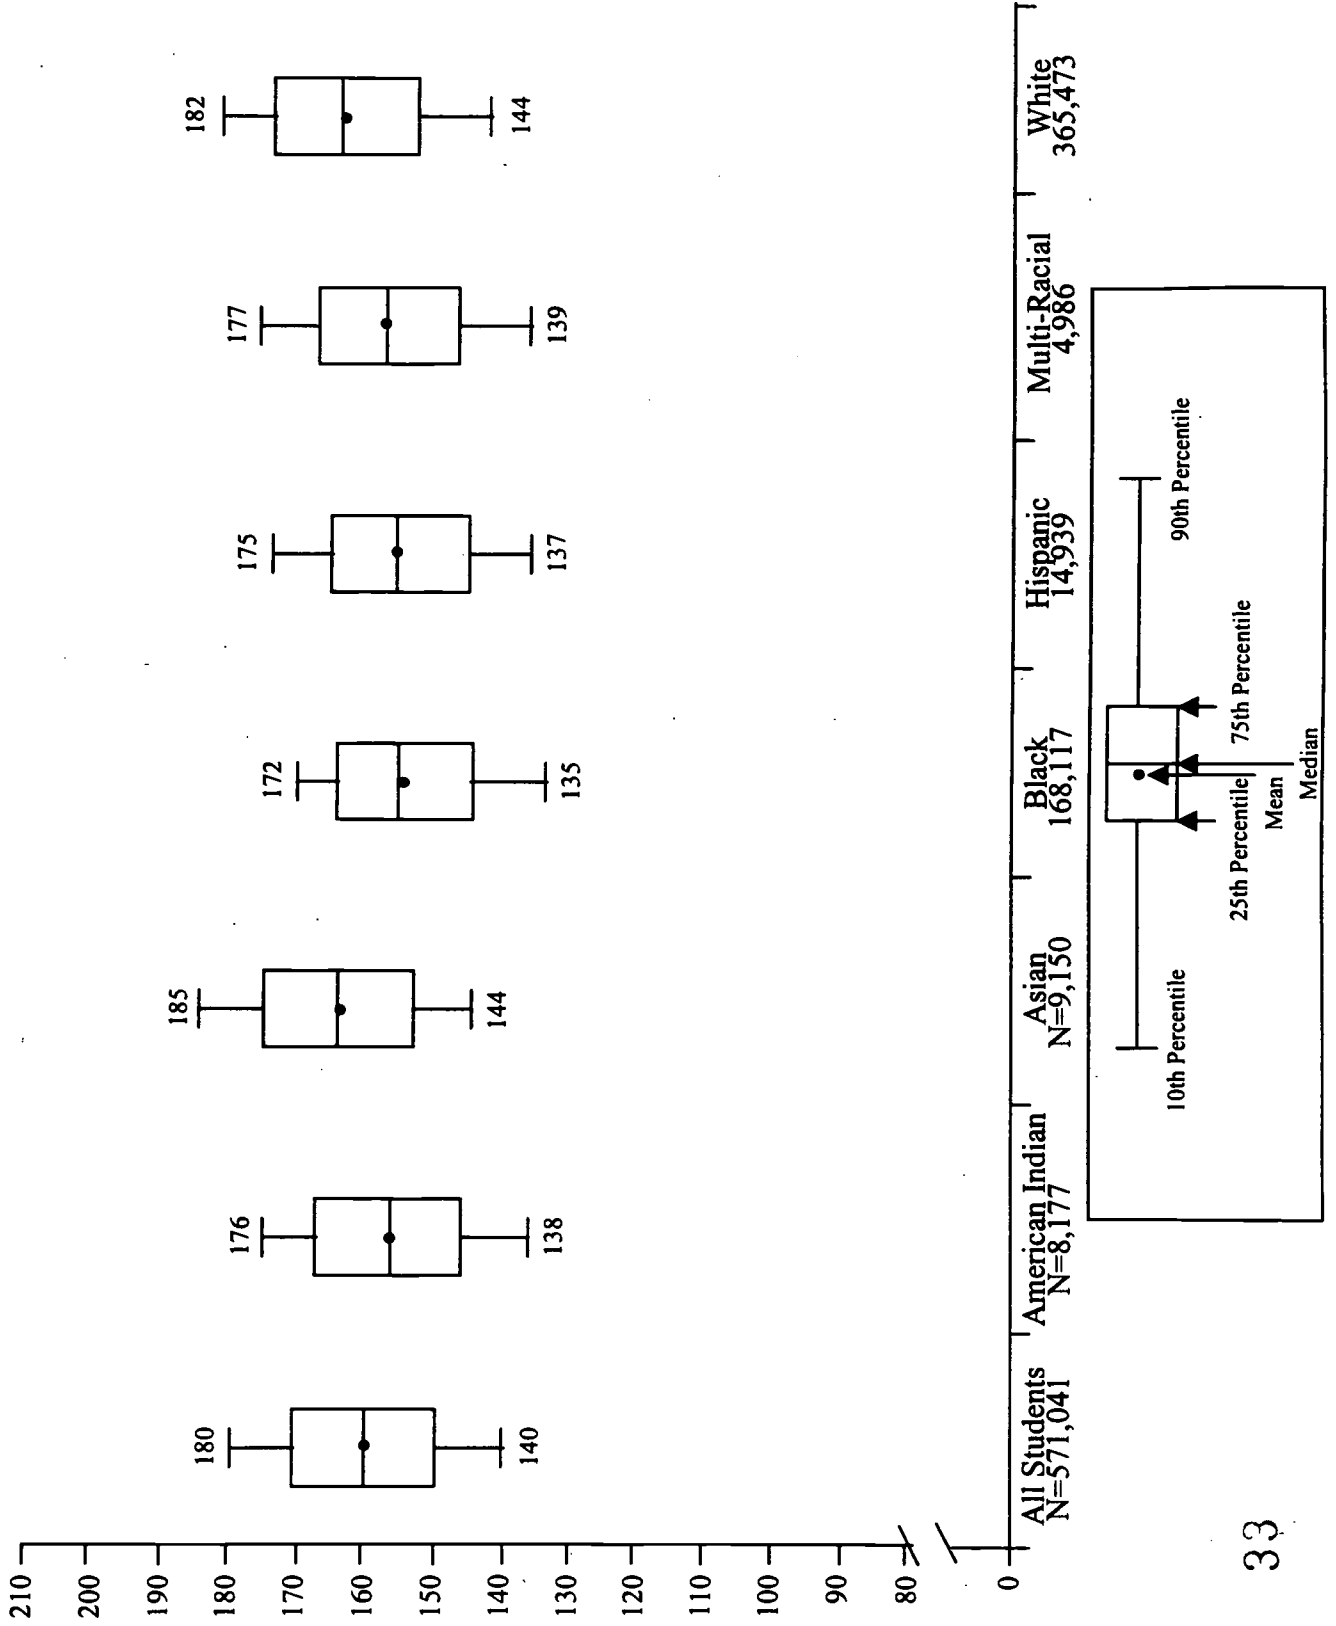 210
200
190
180
170
160
150
140
130
120
110
100
90
80
0
180
140
176
138
185
144
172
135
175
137
177
139
182
144
All Students
N=571,041
American Indian
N=8,177
Asian
N=9,150
Black
168,117
Hispanic
14,939
Multi-Racial
4,986
White
365,473
10th Percentile
25th Percentile
Mean
Median
75th Percentile
90th Percentile
33